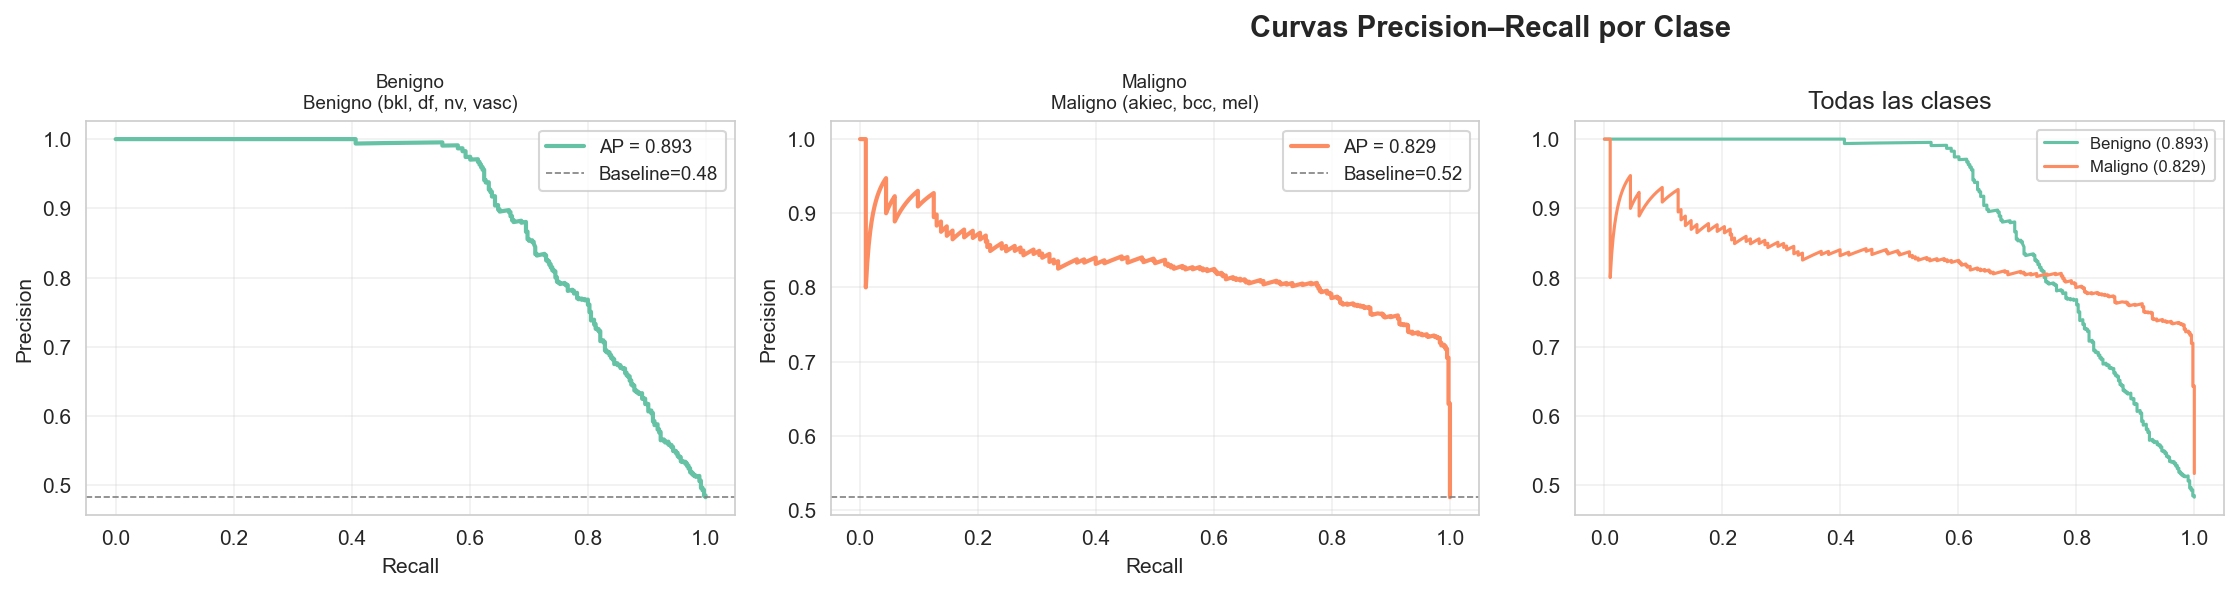 Curvas Precision–Recall por Clase
Benigno
Benigno (bkl, df, nv, vasc)
AP = 0.893
Baseline=0.48
Precision
1.0
0.9
0.8
0.7
0.6
0.5
0.0 0.2 0.4 0.6 0.8 1.0
Recall
Maligno
Maligno (akiec, bcc, mel)
AP = 0.829
Baseline=0.52
Precision
1.0
0.9
0.8
0.7
0.6
0.5
0.0 0.2 0.4 0.6 0.8 1.0
Recall
Todas las clases
Benigno (0.893)
Maligno (0.829)
1.0
0.9
0.8
0.7
0.6
0.5
0.0 0.2 0.4 0.6 0.8 1.0